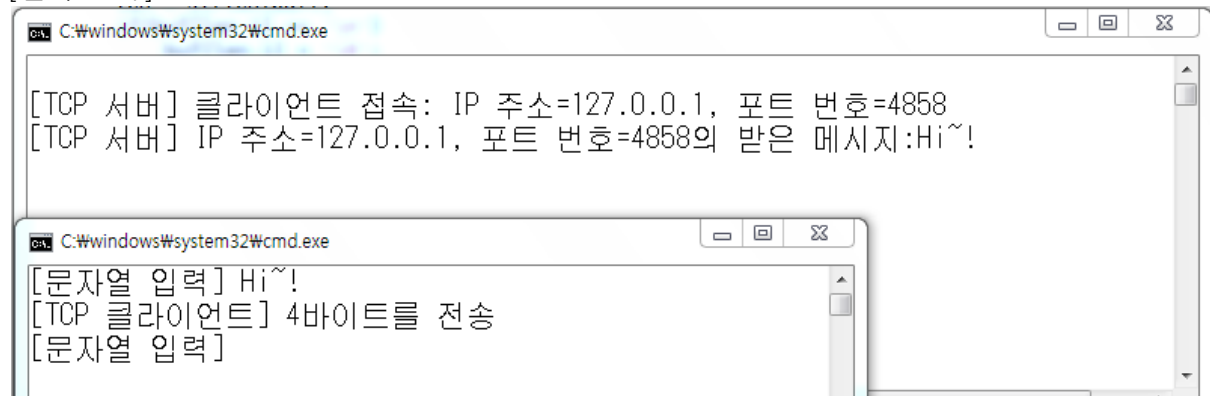 C:₩windows₩system32₩cmd.exe
[TCP 서버] 클라이언트 접속: IP 주소=127.0.0.1, 포트 번호=4858
[TCP 서버] IP 주소=127.0.0.1, 포트 번호=4858의 받은 메시지:Hi~!
C:₩windows₩system32₩cmd.exe
[문자열 입력] Hi~!
[TCP 클라이언트] 4바이트를 전송
[문자열 입력]